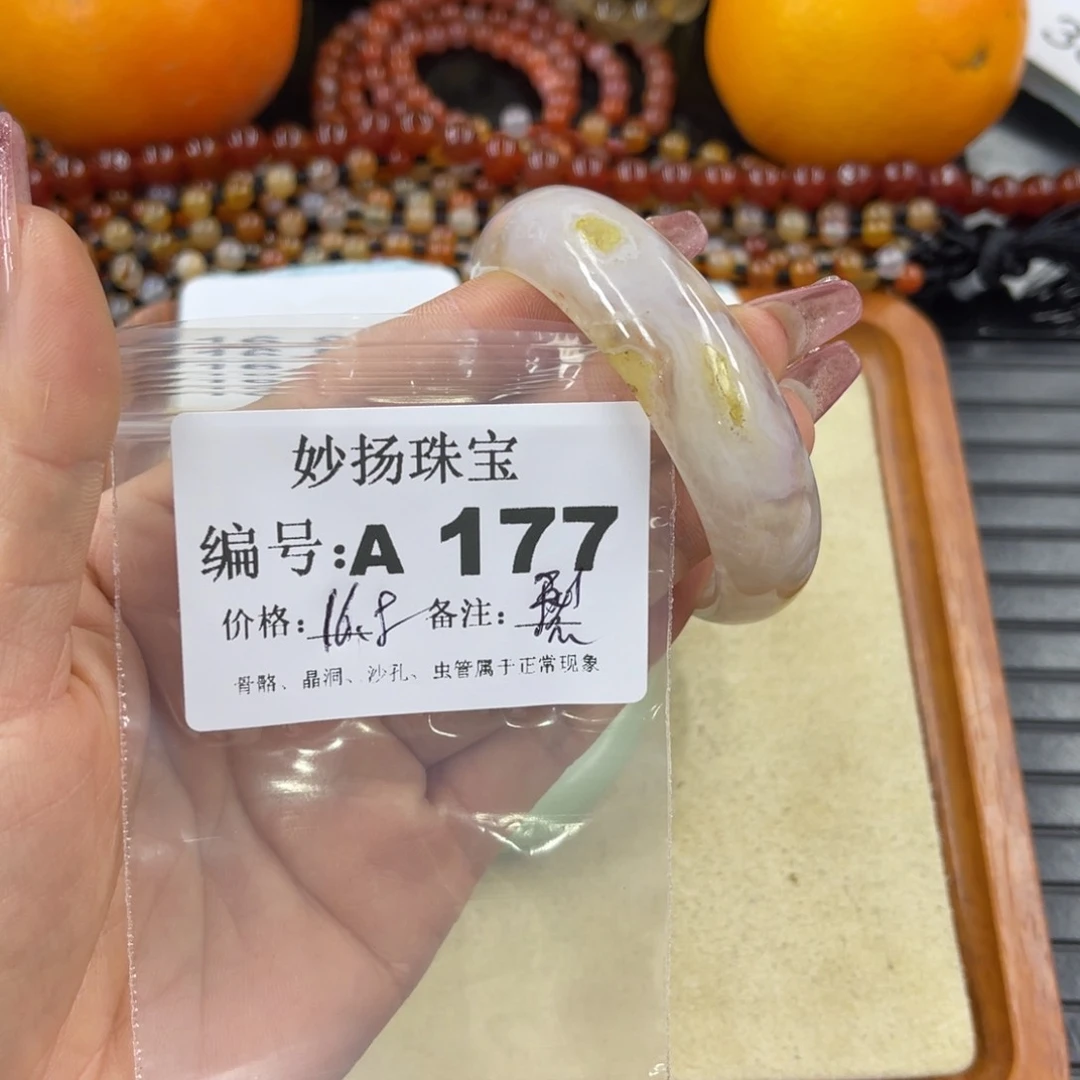 妙扬珠宝
编号:A 177
价格:16.8 备注:裂
骨骼、晶洞、沙孔、虫管属于正常现象